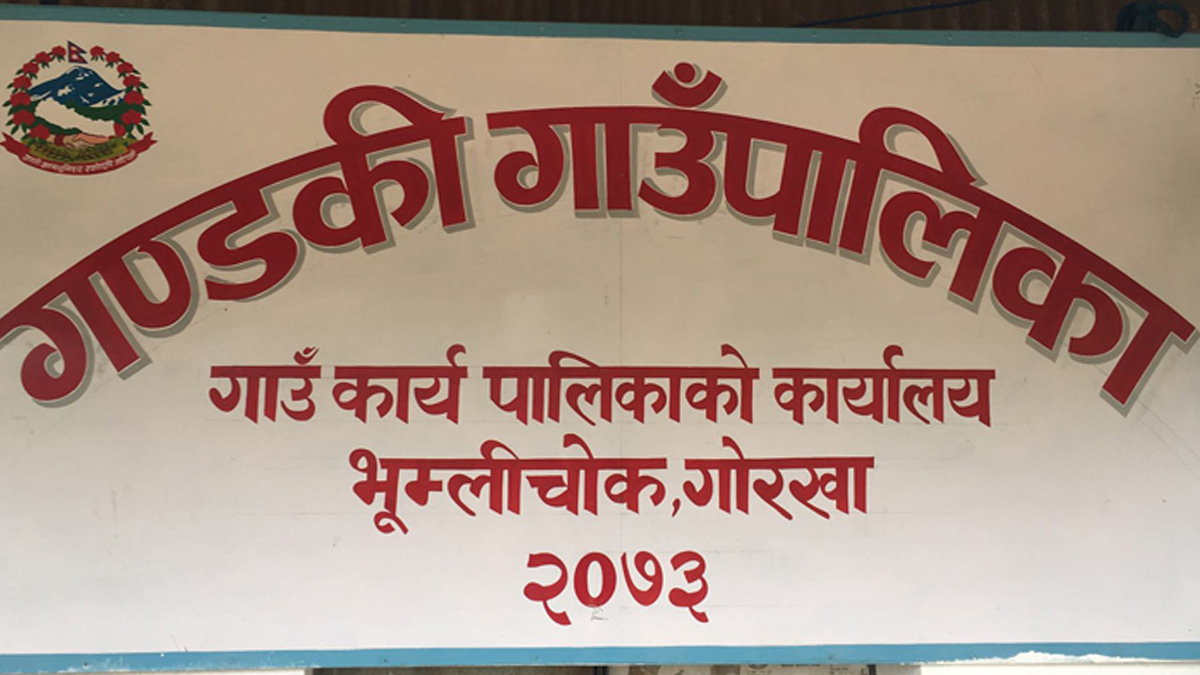 गण्डकी गाउँपालिका
गाउँ कार्य पालिकाको कार्यालय
भूम्लीचोक, गोरखा
२०७३